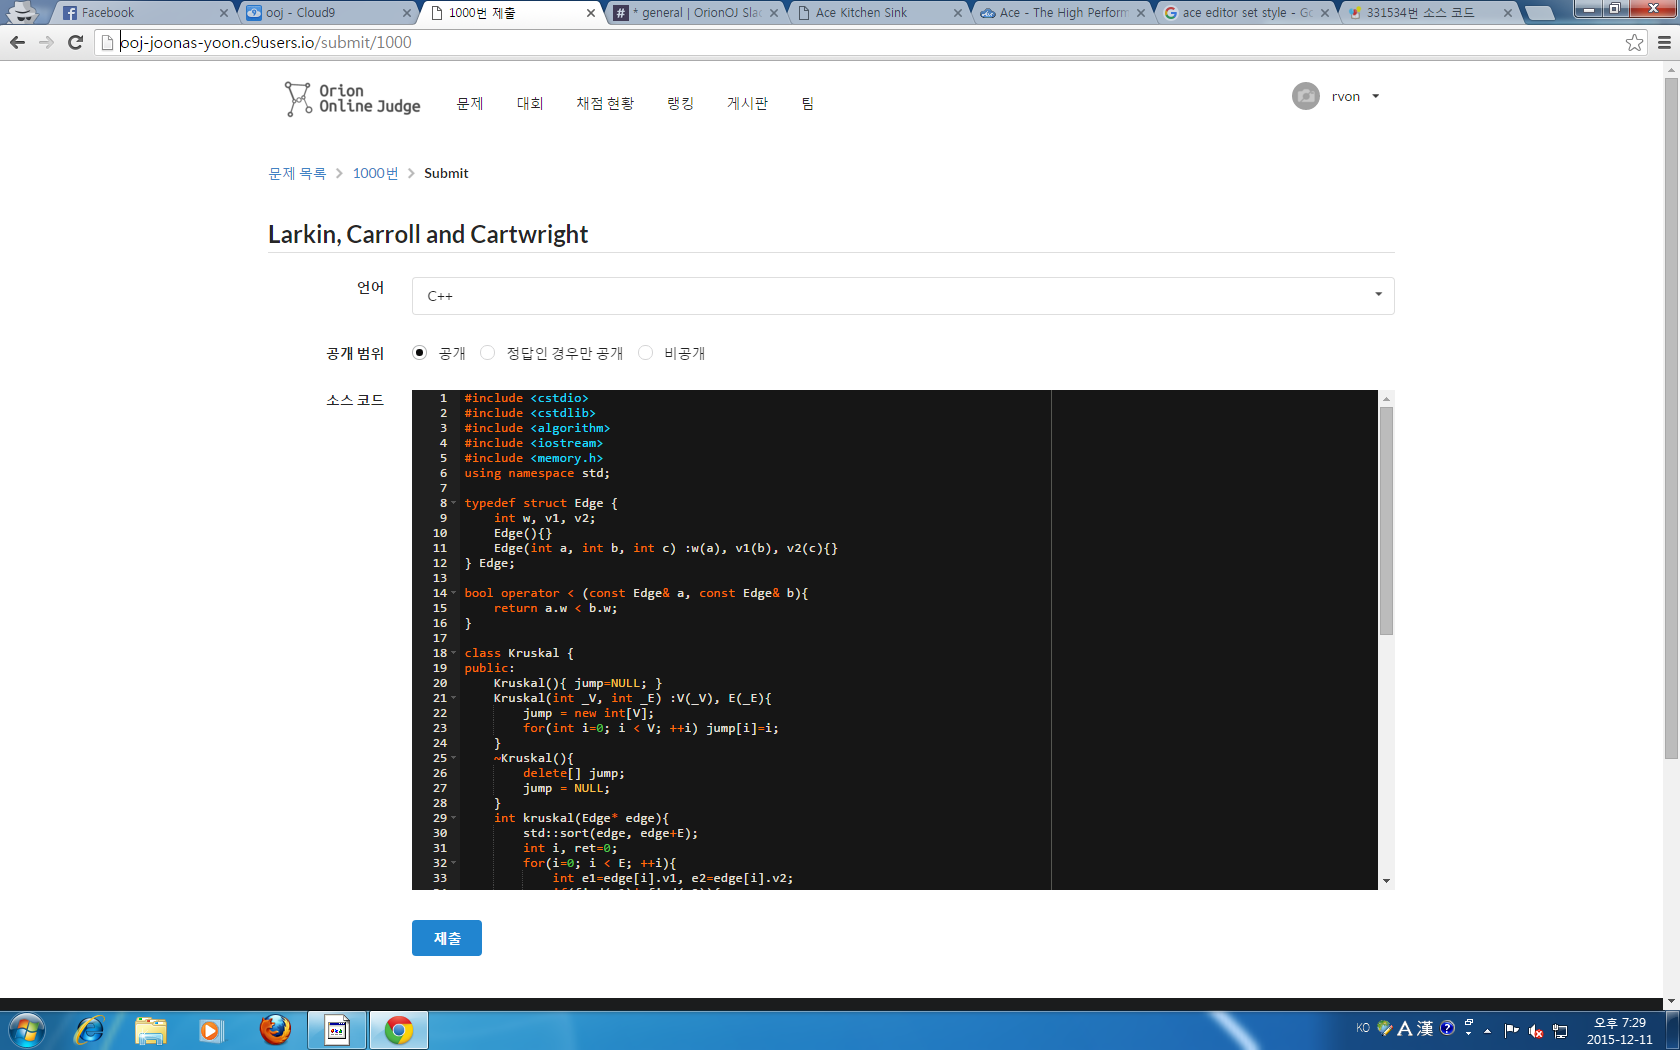 Facebook
ooj - Cloud9
1000번 제출
* general | OrionOJ Slac
Ace Kitchen Sink
Ace - The High Perform
ace editor set style - Go
331534번 소스 코드
ooj-joonas-yoon.c9users.io/submit/1000
Orion
Online Judge
문제 대회 채점 현황 랭킹 게시판 팀
rvon
문제 목록 > 1000번 > Submit
Larkin, Carroll and Cartwright
언어
C++
공개 범위
공개 정답인 경우만 공개 비공개
소스 코드
1 #include <cstdio>
2 #include <cstdlib>
3 #include <algorithm>
4 #include <iostream>
5 #include <memory.h>
6 using namespace std;
7
8 typedef struct Edge {
9     int w, v1, v2;
10     Edge(){}
11     Edge(int a, int b, int c) :w(a), v1(b), v2(c){}
12 } Edge;
13
14 bool operator < (const Edge& a, const Edge& b){
15     return a.w < b.w;
16 }
17
18 class Kruskal {
19 public:
20     Kruskal(){ jump=NULL; }
21     Kruskal(int _V, int _E) :V(_V), E(_E){
22         jump = new int[V];
23         for(int i=0; i < V; ++i) jump[i]=i;
24     }
25     ~Kruskal(){
26         delete[] jump;
27         jump = NULL;
28     }
29     int kruskal(Edge* edge){
30         std::sort(edge, edge+E);
31         int i, ret=0;
32         for(i=0; i < E; ++i){
33             int e1=edge[i].v1, e2=edge[i].v2;
제출
KO A 漢
오후 7:29
2015-12-11